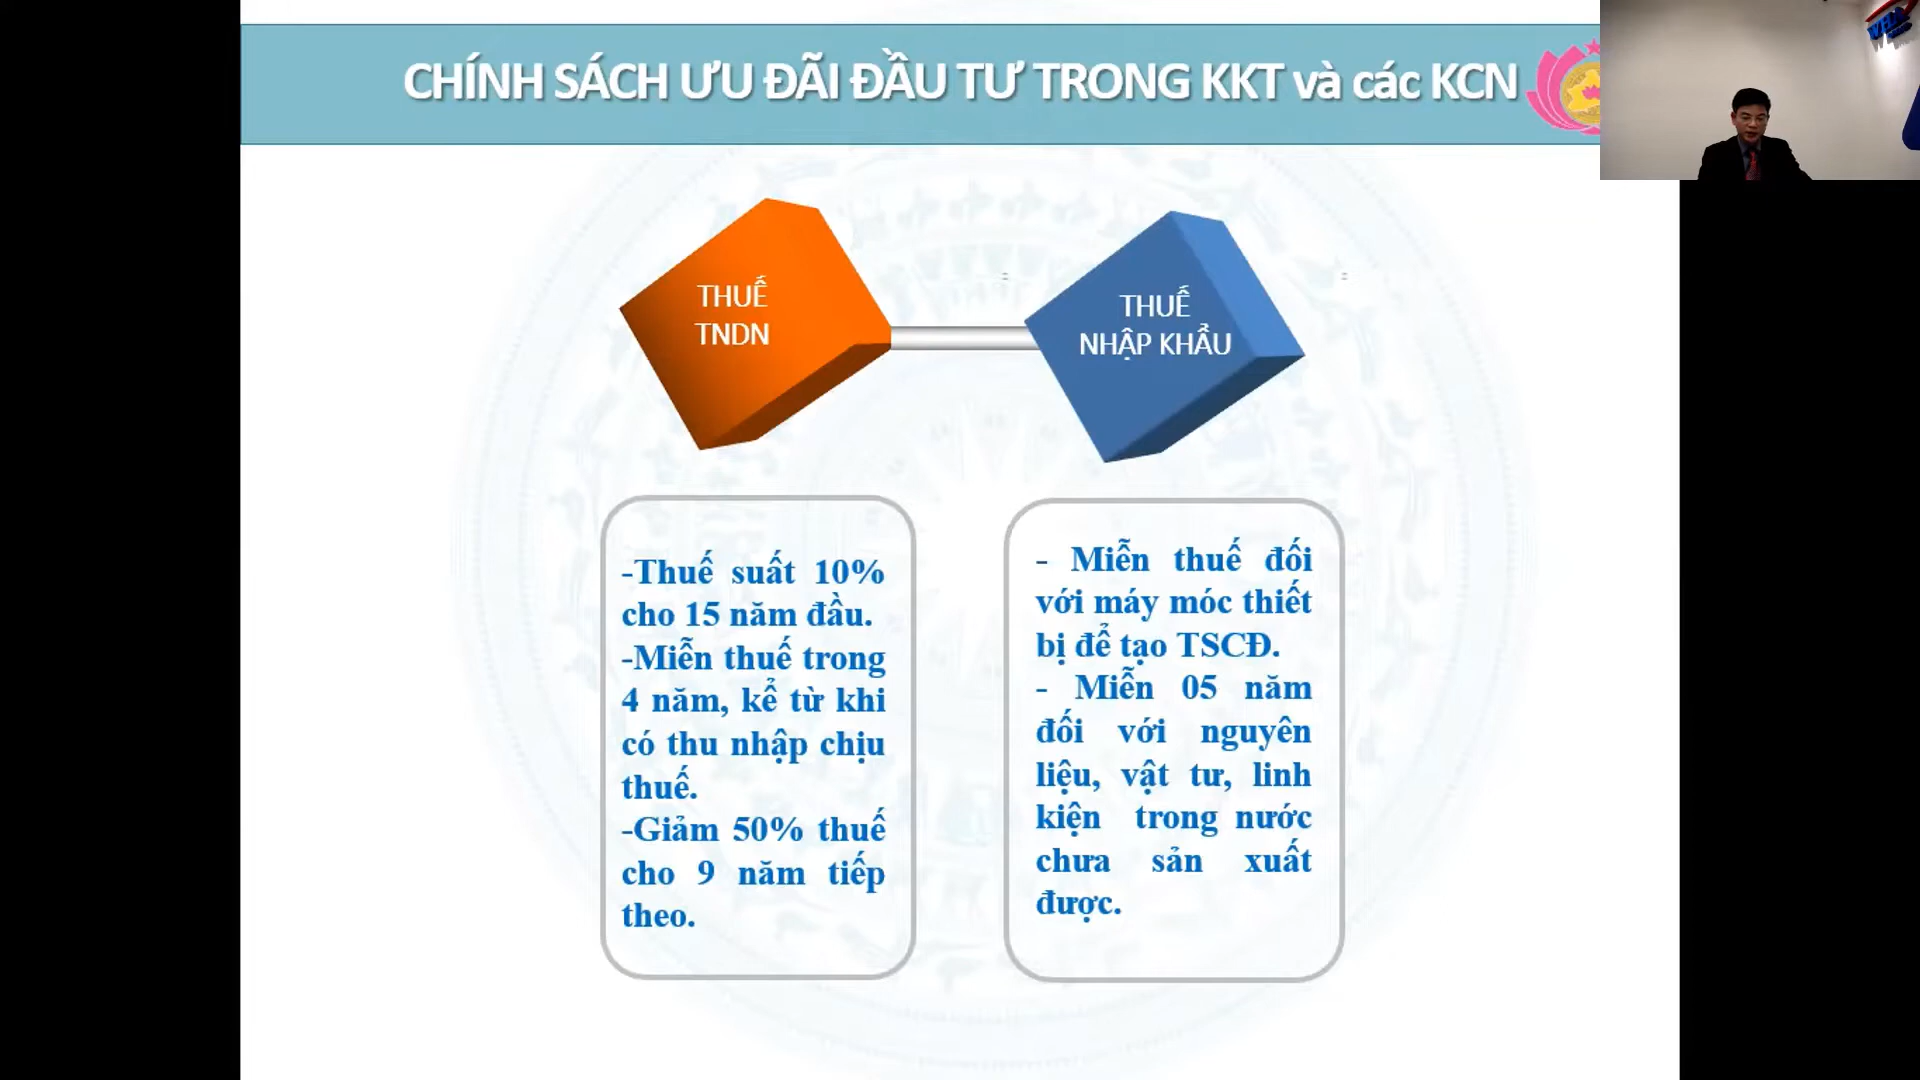 CHÍNH SÁCH ƯU ĐÃI ĐẦU TƯ TRONG KKT và các KCN
THUẾ
TNDN
THUẾ
NHẬP KHẨU
-Thuế suất 10%
cho 15 năm đầu.
-Miễn thuế trong
4 năm, kể từ khi
có thu nhập chịu
thuế.
-Giảm 50% thuế
cho 9 năm tiếp
theo.
- Miễn thuế đối
với máy móc thiết
bị để tạo TSCĐ.
- Miễn 05 năm
đối với nguyên
liệu, vật tư, linh
kiện trong nước
chưa sản xuất
được.